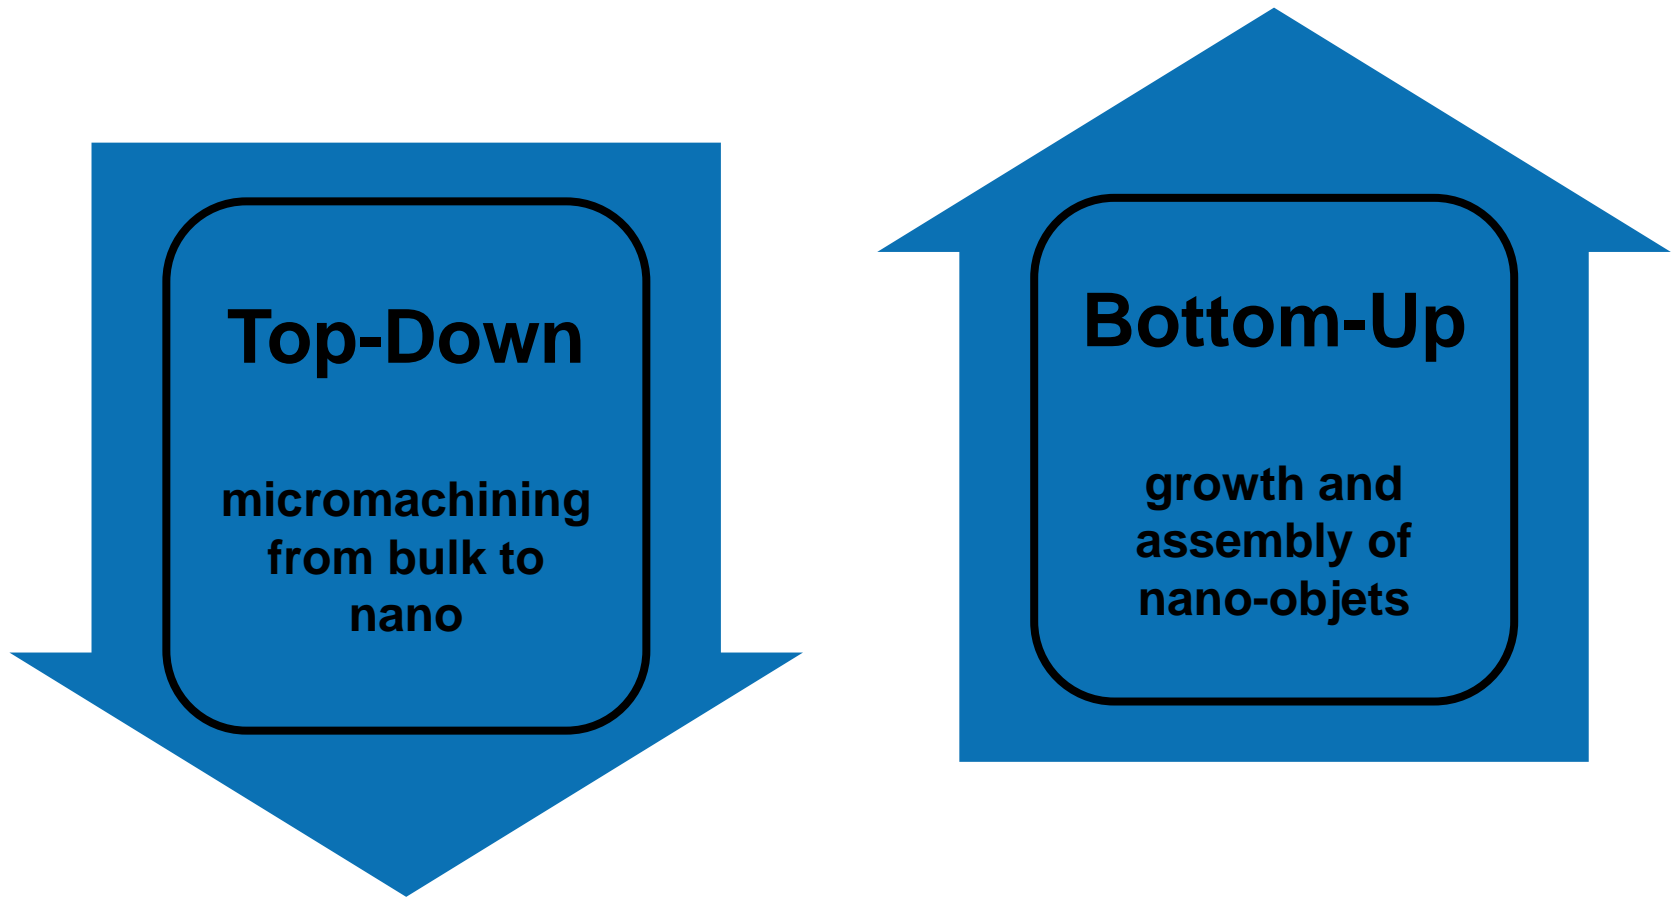 Top-Down
micromachining
from bulk to
nano
Bottom-Up
growth and
assembly of
nano-objets